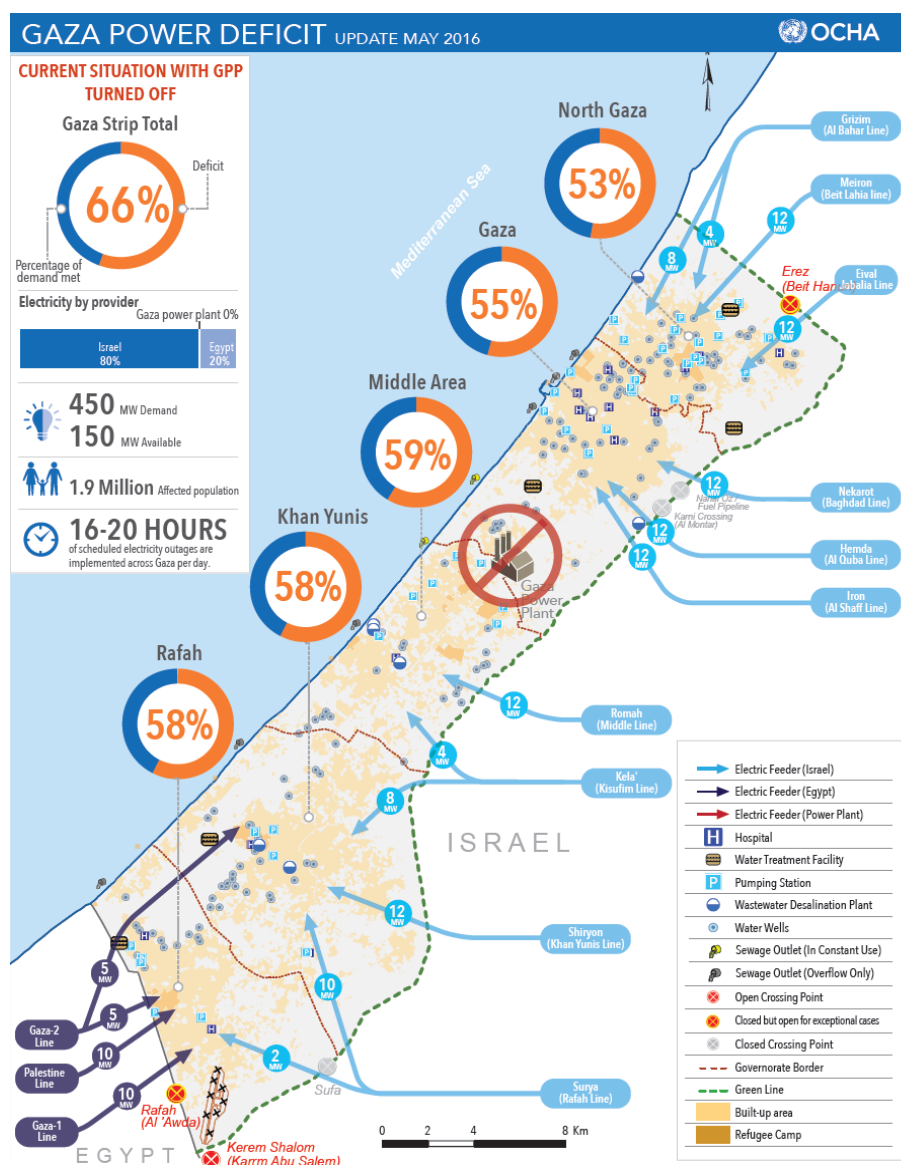 GAZA POWER DEFICIT UPDATE MAY 2016
OCHA
CURRENT SITUATION WITH GPP
TURNED OFF
Gaza Strip Total
Deficit
66%
Percentage of
demand met
Electricity by provider
Gaza power plant 0%
Israel
80%
Egypt
20%
450 MW Demand
150 MW Available
1.9 Million Affected population
16-20 HOURS
of scheduled electricity outages are
implemented across Gaza per day.
North Gaza
53%
Gaza
55%
Middle Area
59%
Khan Yunis
58%
Rafah
58%
Mediterranean Sea
Grizim
(Al Bahar Line)
8
MW
4
MW
Meiron
(Beit Lahia line)
12
MW
Erez
Eival
Jabalia Line
12
MW
Nekarot
(Baghdad Line)
12
MW
Fuel Pipeline
Karni Crossing
(Al Montar)
Hemda
(Al Quba Line)
12
MW
Iron
(Al Shaff Line)
12
MW
Gaza
Power
Plant
Romah
(Middle Line)
12
MW
Kela'
(Kisufim Line)
4
MW
8
MW
ISRAEL
Shiryon
(Khan Yunis Line)
12
MW
10
MW
2
MW
Surya
(Rafah Line)
Sufa
5
MW
5
MW
Gaza-2
Line
10
MW
Palestine
Line
10
MW
Gaza-1
Line
Rafah
(Al 'Awda)
EGYPT
Kerem Shalom
(Karrm Abu Salem)
0 2 4 8 Km
Electric Feeder (Israel)
Electric Feeder (Egypt)
Electric Feeder (Power Plant)
H Hospital
Water Treatment Facility
P Pumping Station
Wastewater Desalination Plant
Water Wells
Sewage Outlet (In Constant Use)
Sewage Outlet (Overflow Only)
Open Crossing Point
Closed but open for exceptional cases
Closed Crossing Point
Governorate Border
Green Line
Built-up area
Refugee Camp